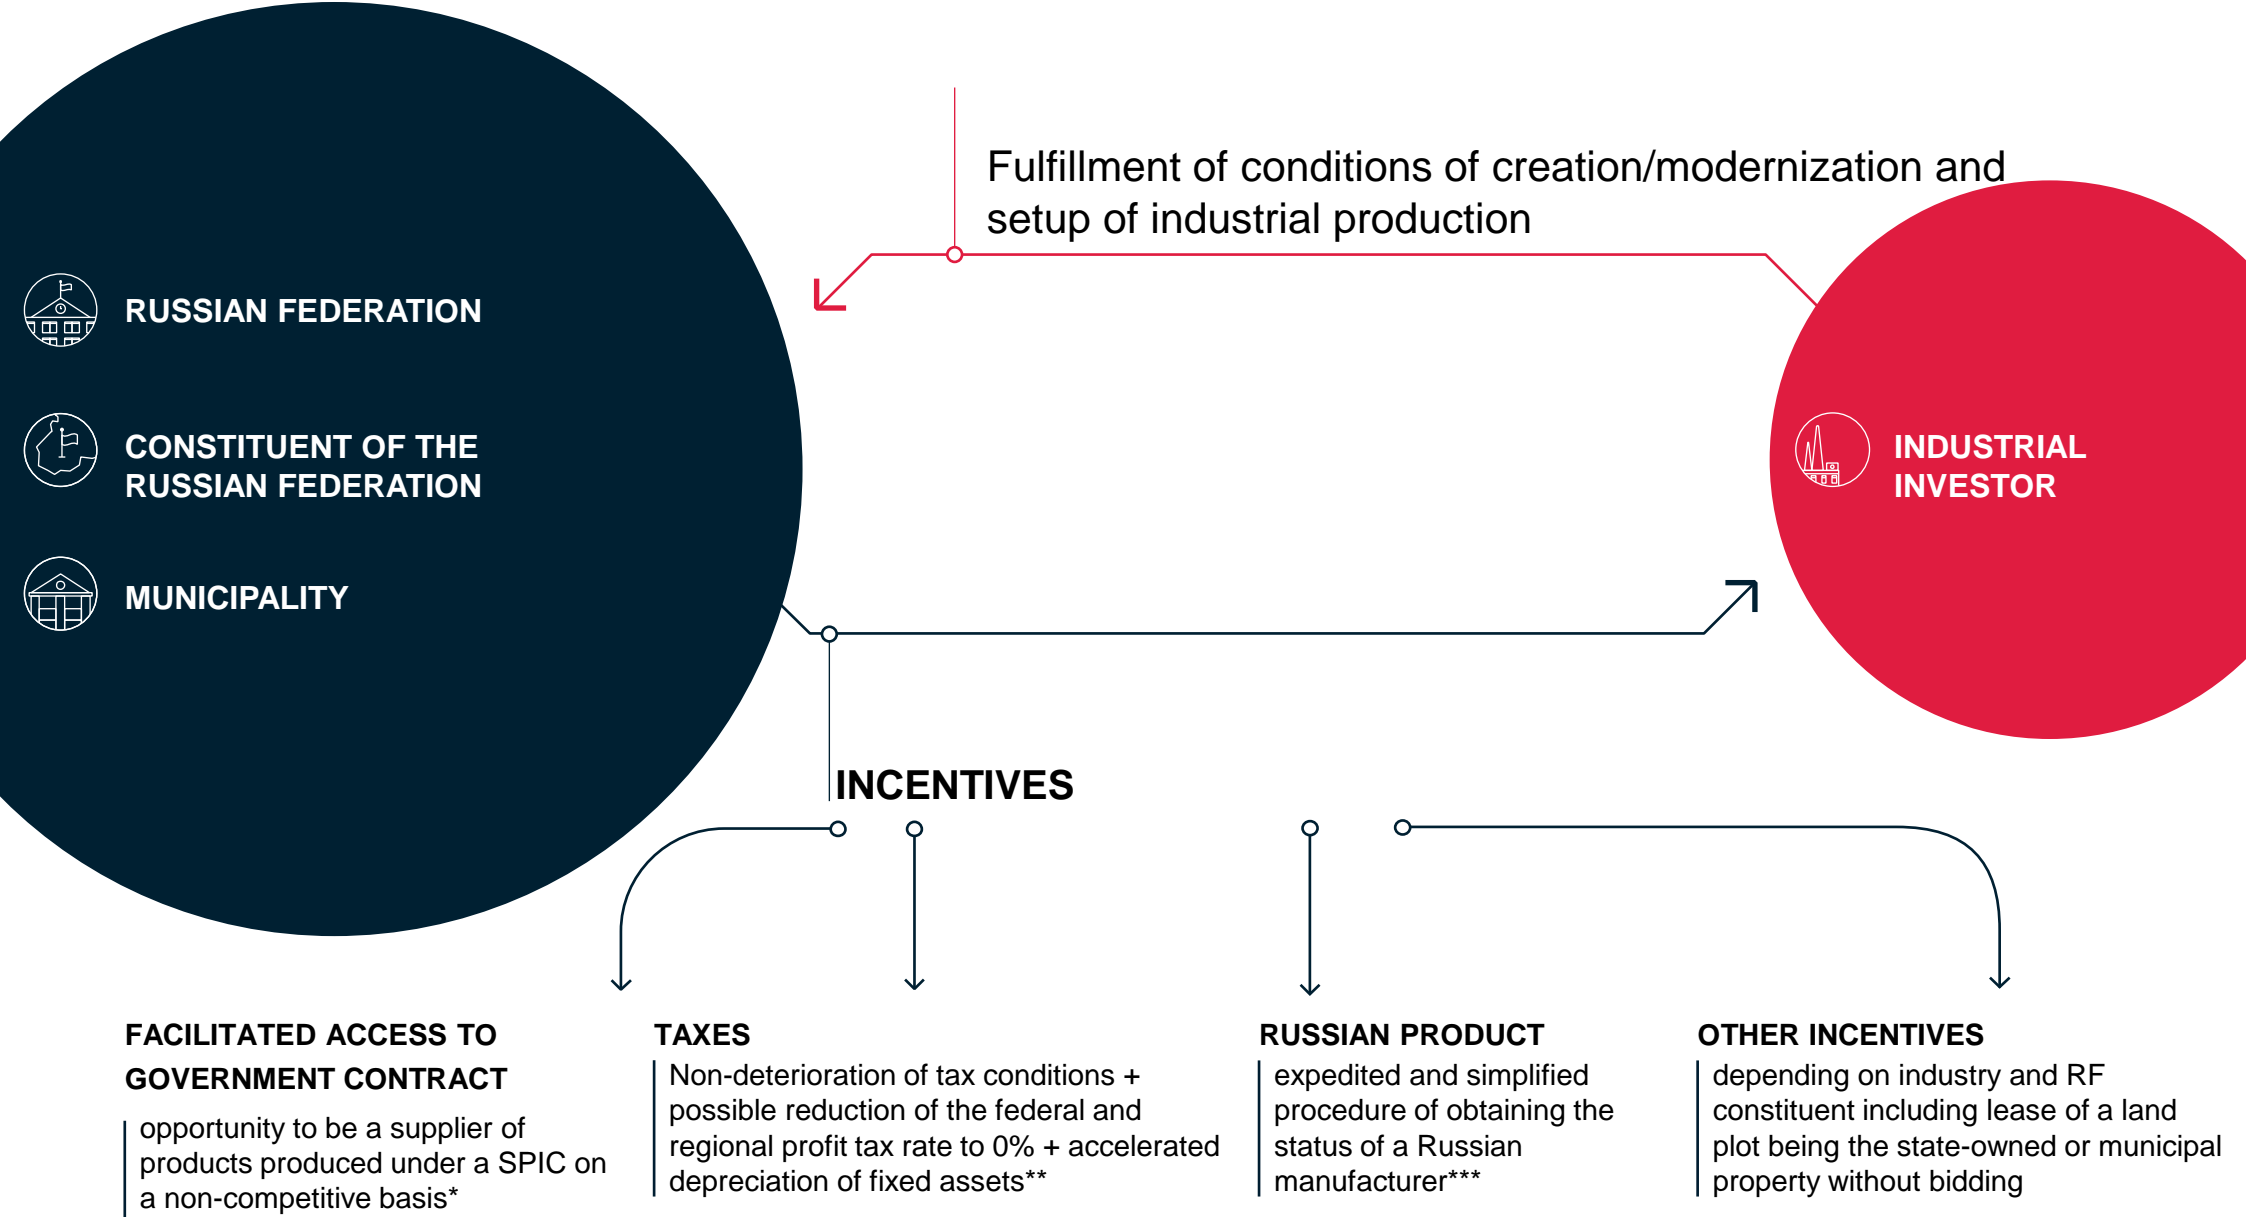 Fulfillment of conditions of creation/modernization and
setup of industrial production
RUSSIAN FEDERATION
CONSTITUENT OF THE
RUSSIAN FEDERATION
MUNICIPALITY
INDUSTRIAL
INVESTOR
INCENTIVES
FACILITATED ACCESS TO
GOVERNMENT CONTRACT
opportunity to be a supplier of
products produced under a SPIC on
a non-competitive basis*
TAXES
Non-deterioration of tax conditions +
possible reduction of the federal and
regional profit tax rate to 0% + accelerated
depreciation of fixed assets**
RUSSIAN PRODUCT
expedited and simplified
procedure of obtaining the
status of a Russian
manufacturer***
OTHER INCENTIVES
depending on industry and RF
constituent including lease of a land
plot being the state-owned or municipal
property without bidding